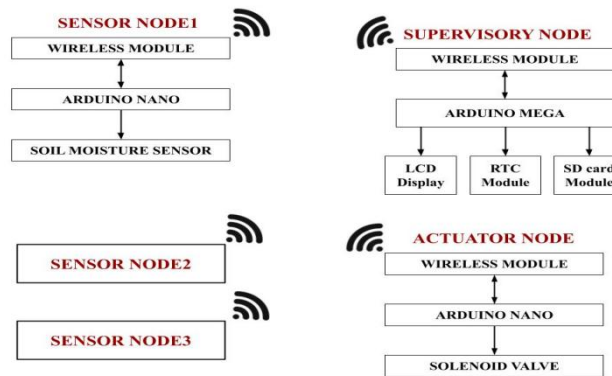 SENSOR NODE1
WIRELESS MODULE
ARDUINO NANO
SOIL MOISTURE SENSOR
SUPERVISORY NODE
WIRELESS MODULE
ARDUINO MEGA
LCD
Display
RTC
Module
SD card
Module
SENSOR NODE2
SENSOR NODE3
ACTUATOR NODE
WIRELESS MODULE
ARDUINO NANO
SOLENOID VALVE